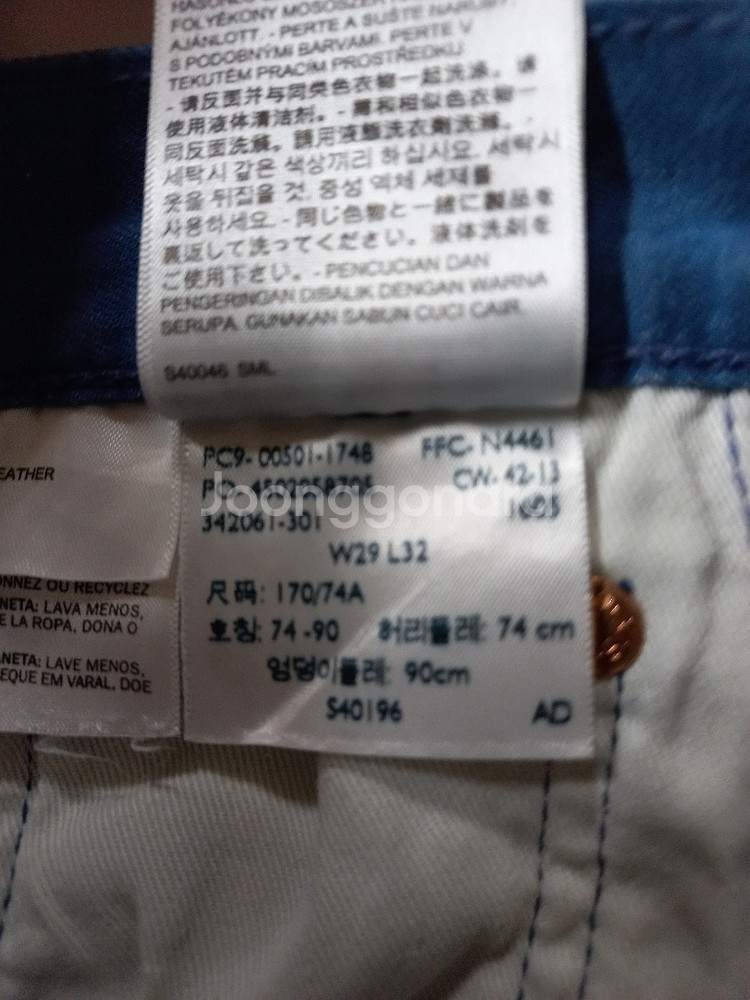 FOLYÉKONY MOSÓSZER
AJÁNLOTT. - PERTE A SUŠTE NARUBY.
S PODOBNÝMI BARVAMI. PERTE V
TEKUTÉM PRACÍM PROSTŘEDKU.
- 请反面并与同类色衣物一起洗涤。请
使用液体清洁剂。- 需和相似色衣物一
同反面洗滌。請用液態洗衣劑洗滌。-
세탁시 같은 색상끼리 하십시요. 세탁시
옷을 뒤집을 것. 중성 액체 세제를
사용하세요. - 同じ色物と一緒に製品を
裏返して洗ってください。液体洗剤を
ご使用下さい。- PENCUCIAN DAN
PENGERINGAN DIBALIK DENGAN WARNA
SERUPA. GUNAKAN SABUN CUCI CAIR.
S40046 SML
EATHER
ONNEZ OU RECYCLEZ
NETA: LAVA MENOS,
E LA ROPA, DONA O
ANETA: LAVE MENOS,
EQUE EM VARAL. DOE
PC9- 00501-1748 FFC- N4461
CW- 42-13
342061-301
Joonggonara
W29 L32
尺码: 170/74A
호칭: 74 -90 허리둘레: 74 cm
엉덩이둘레: 90cm
S40196 AD